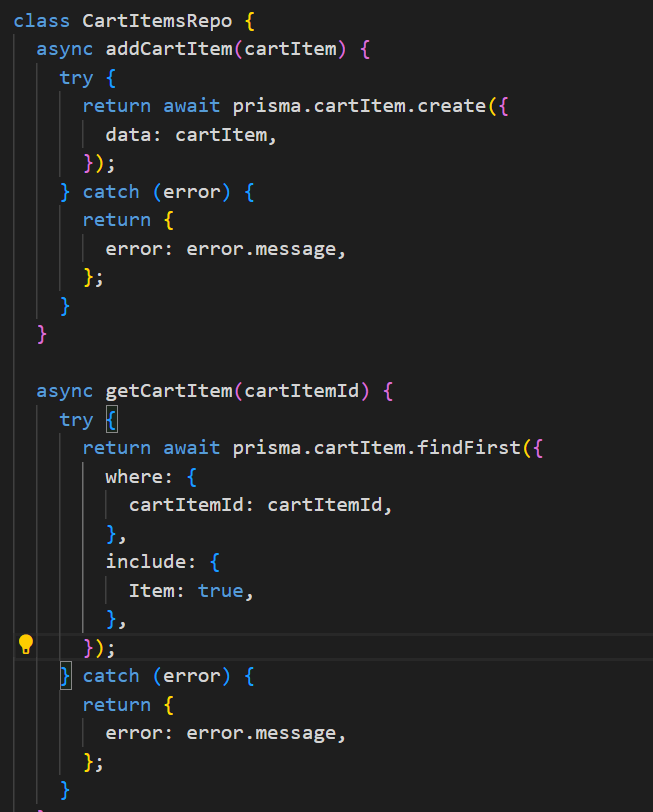 class CartItemsRepo {
  async addCartItem(cartItem) {
    try {
      return await prisma.cartItem.create({
        data: cartItem,
      });
    } catch (error) {
      return {
        error: error.message,
      };
    }
  }

  async getCartItem(cartItemId) {
    try {
      return await prisma.cartItem.findFirst({
        where: {
          cartItemId: cartItemId,
        },
        include: {
          Item: true,
        },
      });
    } catch (error) {
      return {
        error: error.message,
      };
    }